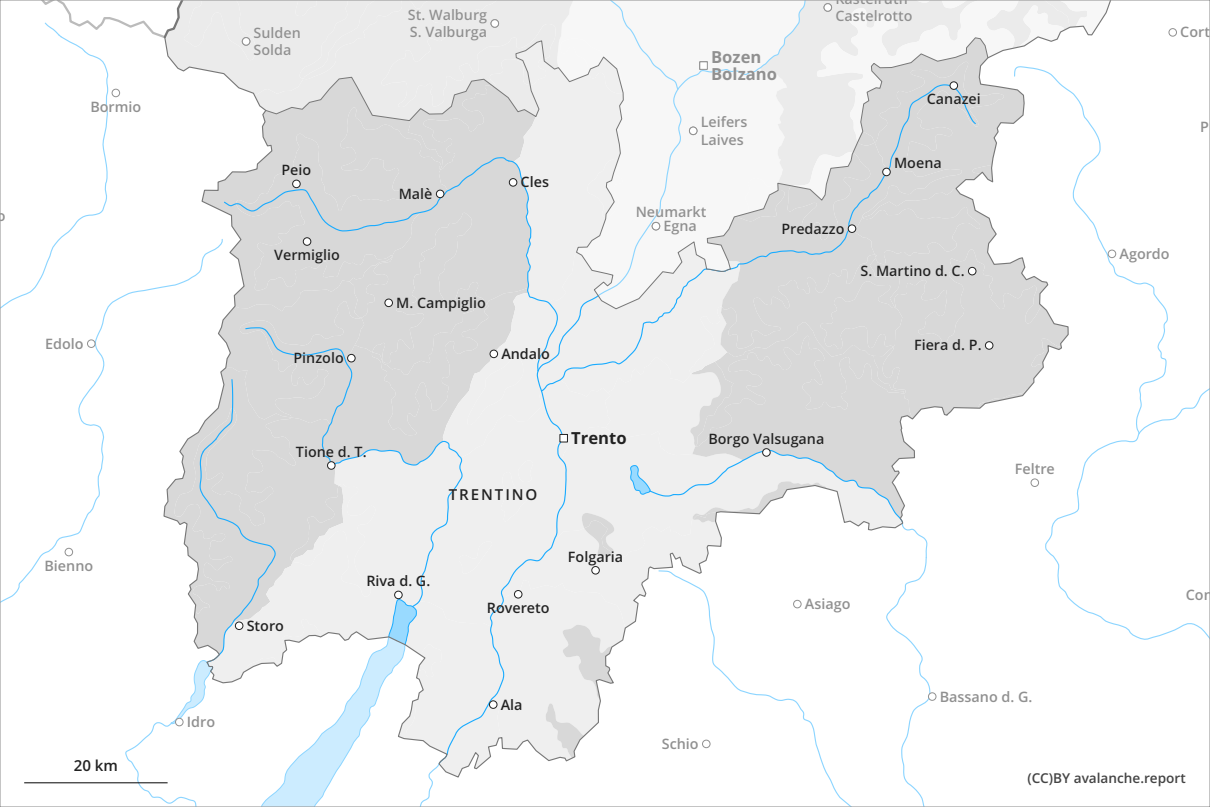 Kastelruth
Castelrotto
St. Walburg
S. Valburga
Sulden
Solda
Cort
Bozen
Bolzano
Bormio
Canazei
Leifers
Laives
P
Moena
Peio
Malè
Cles
Neumarkt
Egna
Predazzo
Vermiglio
Agordo
S. Martino d. C.
M. Campiglio
Edolo
Pinzolo
Andalo
Fiera d. P.
Trento
Borgo Valsugana
Tione d. T.
Feltre
TRENTINO
Bienno
Folgaria
Riva d. G.
Rovereto
Asiago
Cor
Storo
Idro
Ala
Bassano d. G.
Schio
20 km
(CC)BY avalanche.report